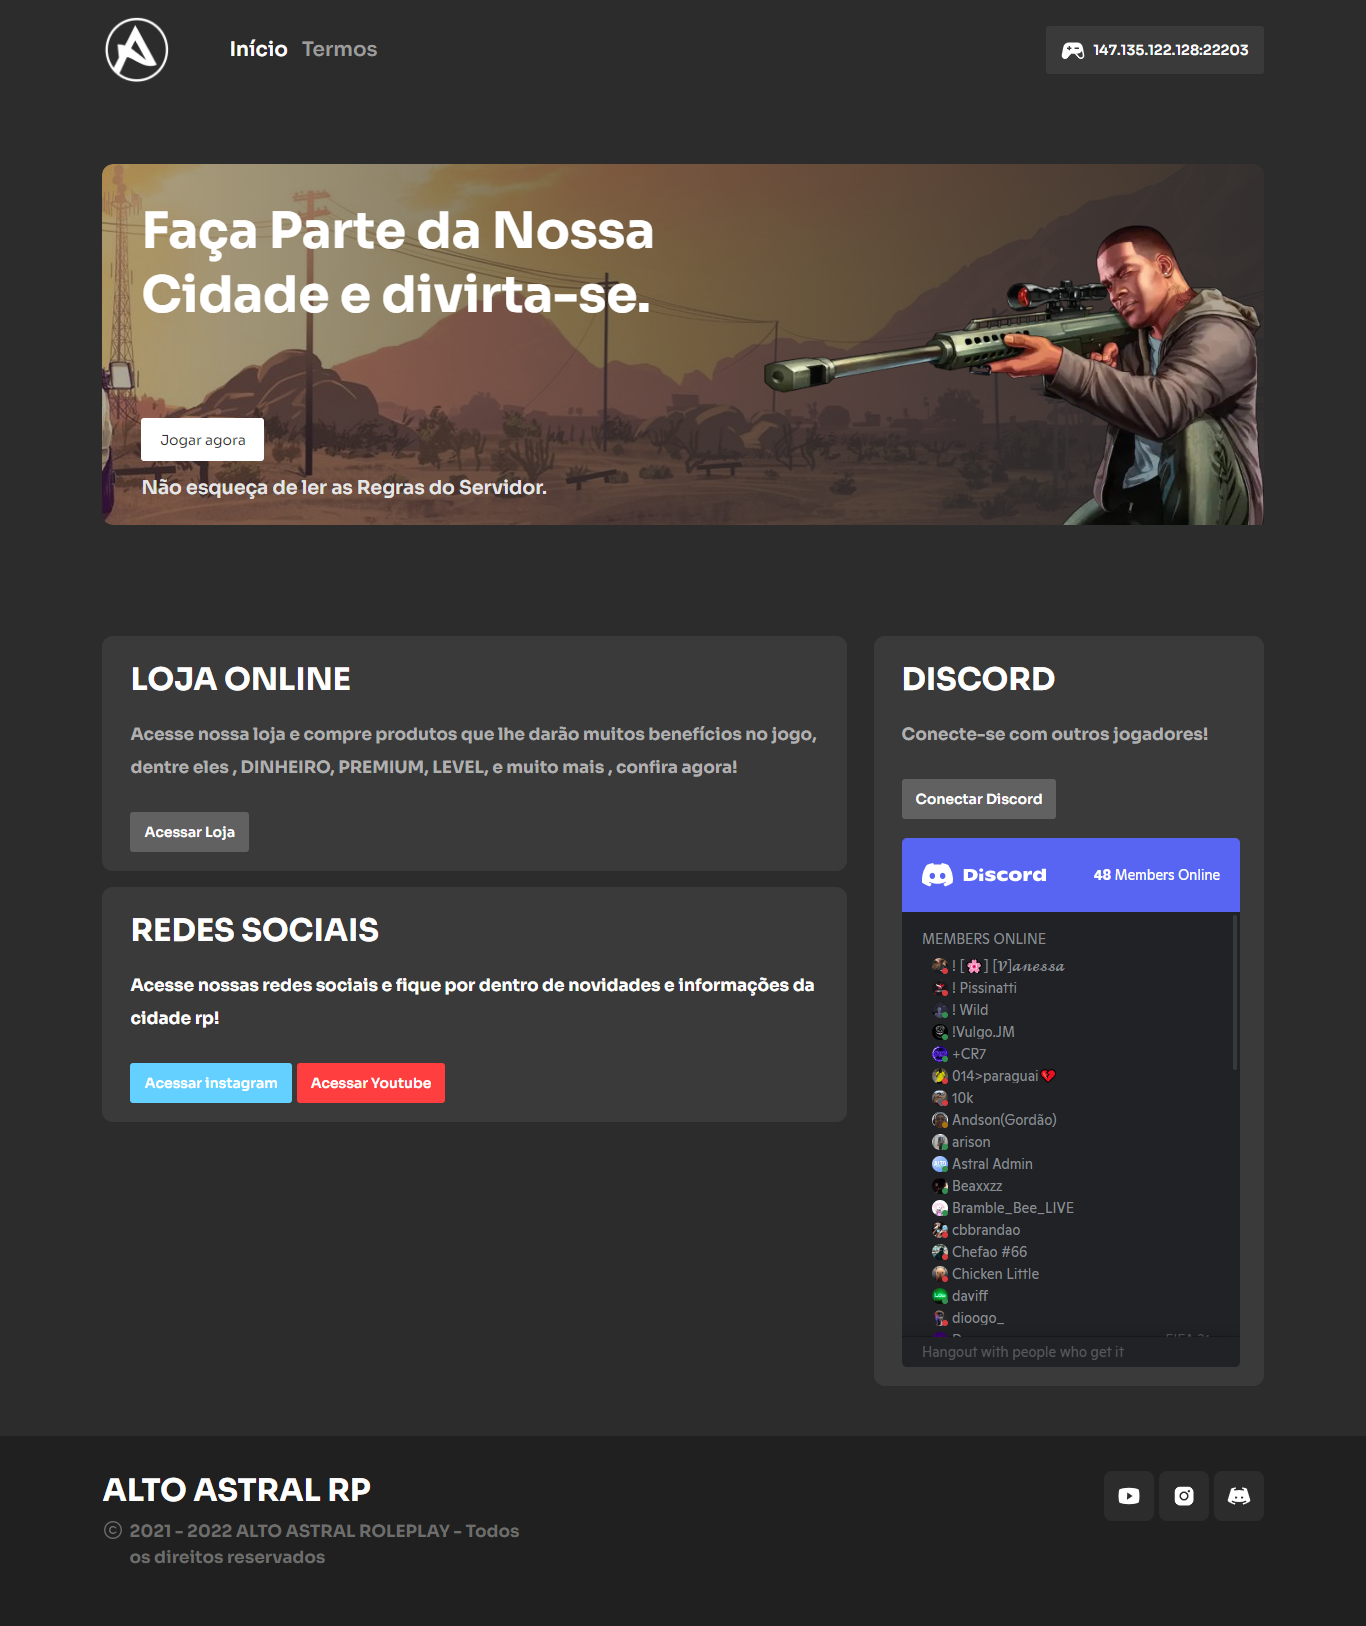 Início Termos
147.135.122.128:22203
Faça Parte da Nossa
Cidade e divirta-se.
Jogar agora
Não esqueça de ler as Regras do Servidor.
LOJA ONLINE
Acesse nossa loja e compre produtos que lhe darão muitos benefícios no jogo,
dentre eles , DINHEIRO, PREMIUM, LEVEL, e muito mais , confira agora!
Acessar Loja
REDES SOCIAIS
Acesse nossas redes sociais e fique por dentro de novidades e informações da
cidade rp!
Acessar instagram Acessar Youtube
DISCORD
Conecte-se com outros jogadores!
Conectar Discord
Discord 48 Members Online
MEMBERS ONLINE
! [🌸] [𝓥]𝓪𝓷𝓮𝓼𝓼𝓪
! Pissinatti
! Wild
!Vulgo.JM
+CR7
014>paraguai💔
10k
Andson(Gordão)
arison
Astral Admin
Beaxxzz
Bramble_Bee_LIVE
cbbrandao
Chefao #66
Chicken Little
daviff
dioogo_
Hangout with people who get it
ALTO ASTRAL RP
© 2021 - 2022 ALTO ASTRAL ROLEPLAY - Todos
os direitos reservados